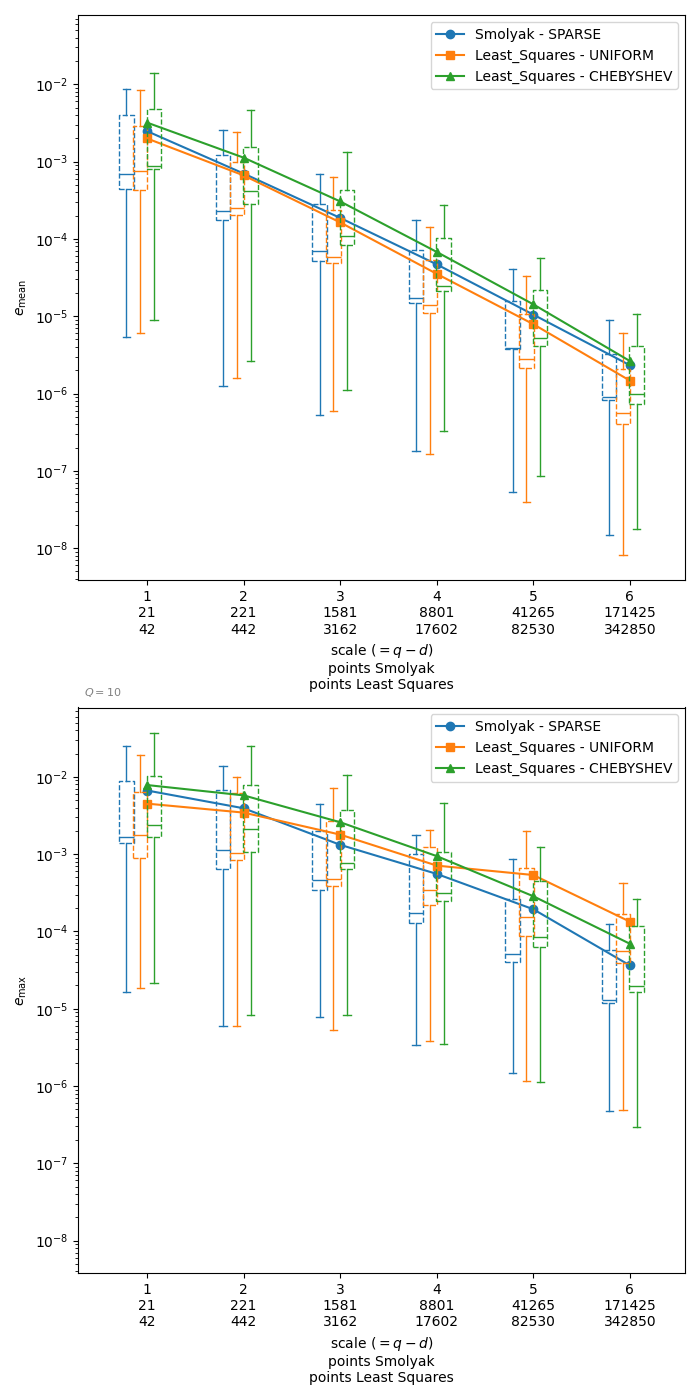 Smolyak - SPARSE
Least_Squares - UNIFORM
Least_Squares - CHEBYSHEV
10⁻²
10⁻³
10⁻⁴
10⁻⁵
10⁻⁶
10⁻⁷
10⁻⁸
e_mean
1 2 3 4 5 6
21 221 1581 8801 41265 171425
42 442 3162 17602 82530 342850
scale (= q − d)
points Smolyak
points Least Squares
Q = 10
Smolyak - SPARSE
Least_Squares - UNIFORM
Least_Squares - CHEBYSHEV
10⁻²
10⁻³
10⁻⁴
10⁻⁵
10⁻⁶
10⁻⁷
10⁻⁸
e_max
1 2 3 4 5 6
21 221 1581 8801 41265 171425
42 442 3162 17602 82530 342850
scale (= q − d)
points Smolyak
points Least Squares